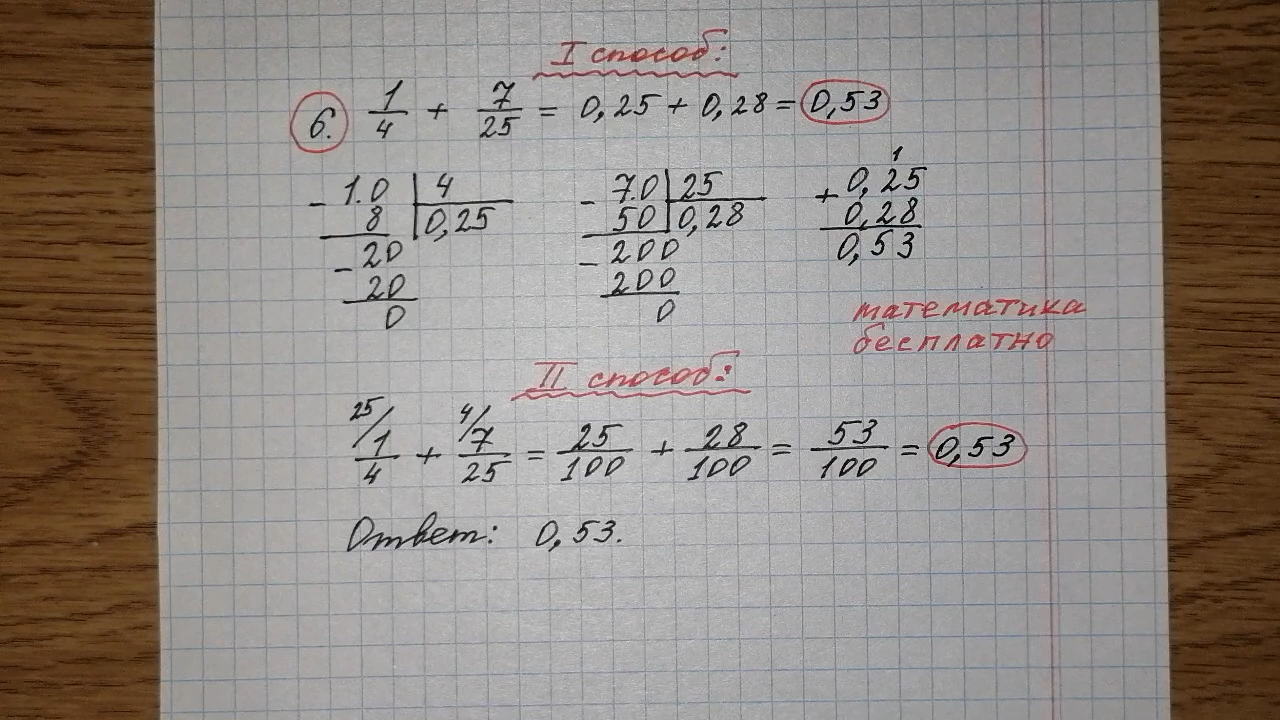 I способ:
6. 1/4 + 7/25 = 0,25 + 0,28 = 0,53
- 1.0 | 4
8 | 0,25
- 20
20
0
- 7.0 | 25
50 | 0,28
- 200
200
0
1
+ 0,25
0,28
0,53
математика
бесплатно
II способ:
25/ 1/4 + 4/ 7/25 = 25/100 + 28/100 = 53/100 = 0,53
Ответ: 0,53.